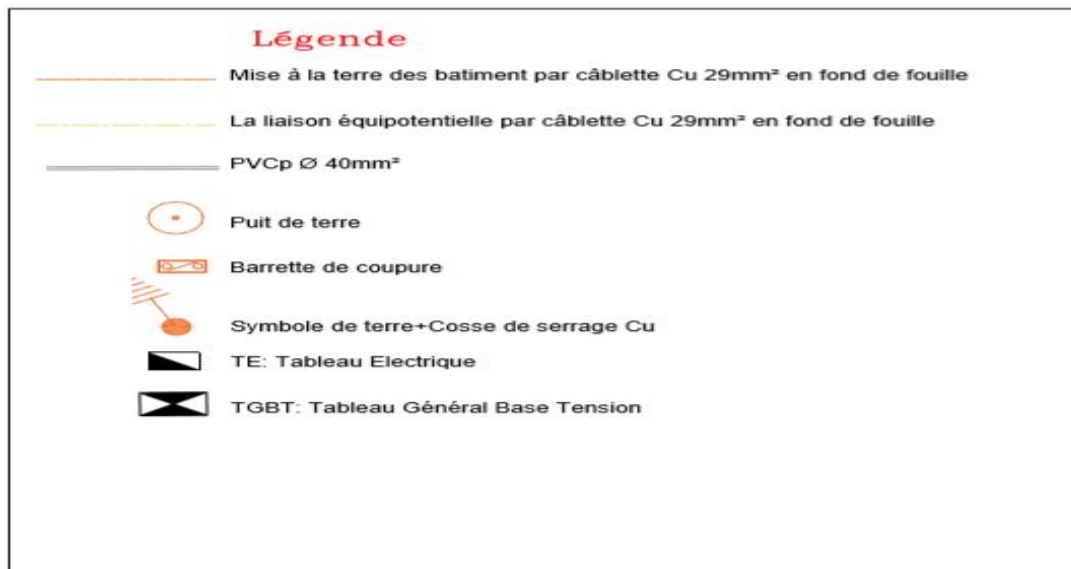 Légende
Mise à la terre des batiment par câblette Cu 29mm² en fond de fouille
La liaison équipotentielle par câblette Cu 29mm² en fond de fouille
PVCp Ø 40mm²
Puit de terre
Barrette de coupure
Symbole de terre+Cosse de serrage Cu
TE: Tableau Electrique
TGBT: Tableau Général Base Tension